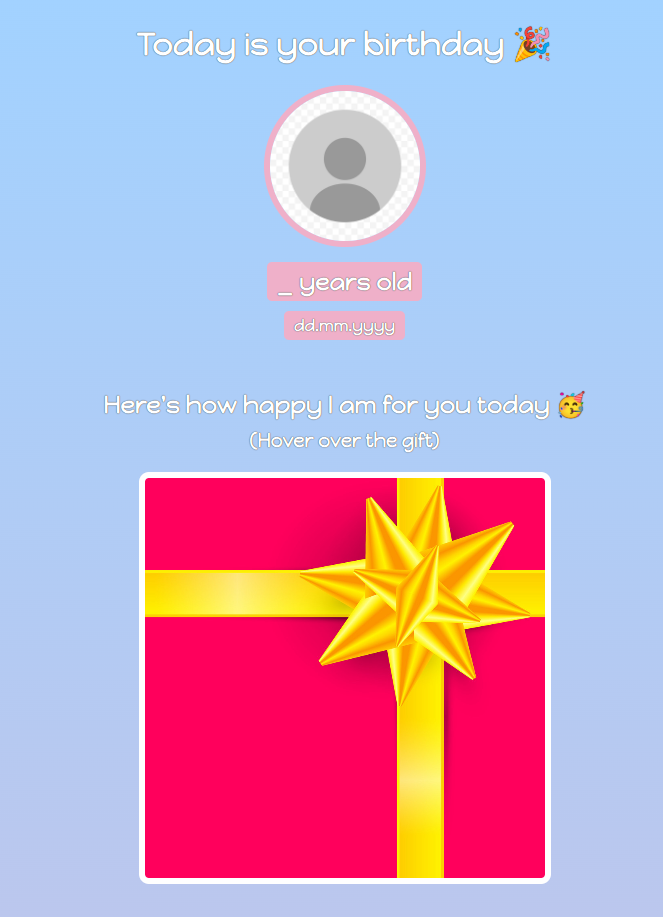 Today is your birthday 🎉
_ years old
dd.mm.yyyy
Here's how happy I am for you today 🥳
(Hover over the gift)